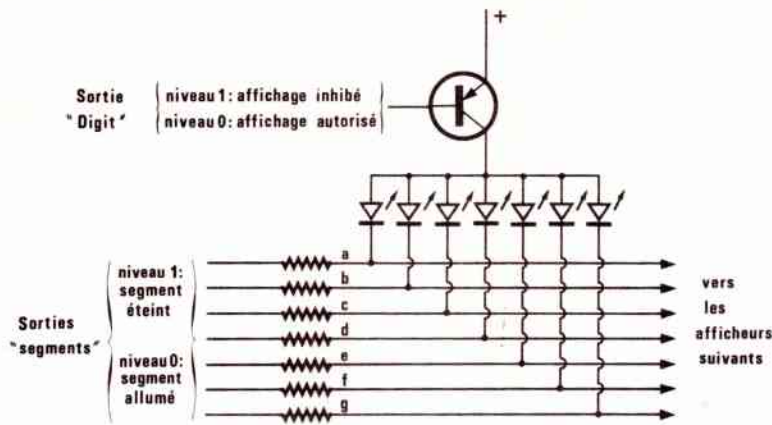 +
Sortie
"Digit"
niveau 1: affichage inhibé
niveau 0: affichage autorisé
a
b
c
d
e
f
g
Sorties
"segments"
niveau 1:
segment
éteint
niveau 0:
segment
allumé
vers
les
afficheurs
suivants